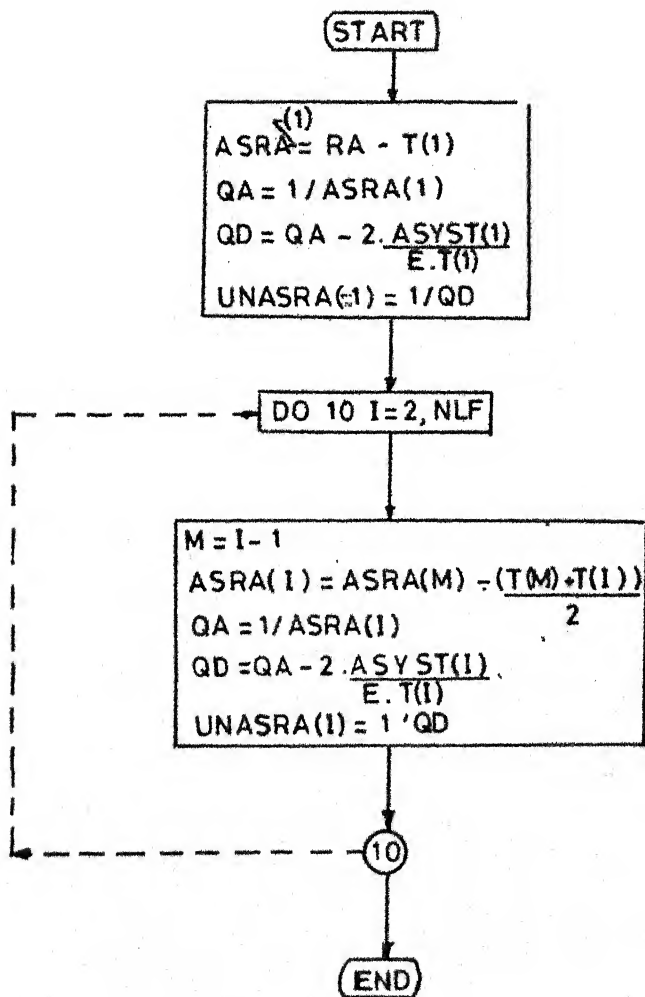 START
(1)
ASRA = RA - T(1)
QA = 1/ASRA(1)
QD = QA - 2. ASYST(1)
E.T(1)
UNASRA(1) = 1/QD
DO 10 I=2, NLF
M = I-1
ASRA(I) = ASRA(M) - (T(M)+T(I))
2
QA = 1/ASRA(I)
QD = QA - 2. ASYST(I)
E.T(I)
UNASRA(I) = 1 'QD
10
END